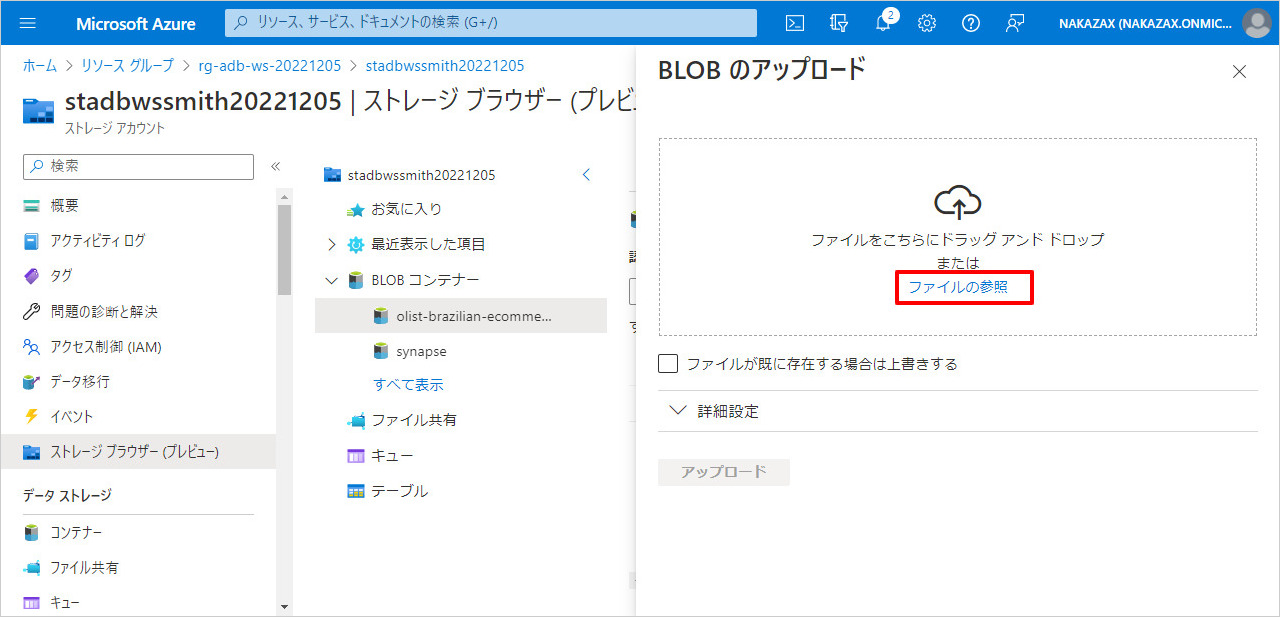 Microsoft Azure
リソース、サービス、ドキュメントの検索 (G+/)
2
NAKAZAX (NAKAZAX.ONMIC...
ホーム > リソース グループ > rg-adb-ws-20221205 > stadbwssmith20221205
stadbwssmith20221205 | ストレージ ブラウザー (プレビ
ストレージ アカウント
検索
概要
アクティビティ ログ
タグ
問題の診断と解決
アクセス制御 (IAM)
データ移行
イベント
ストレージ ブラウザー (プレビュー)
データ ストレージ
コンテナー
ファイル共有
キュー
stadbwssmith20221205
お気に入り
最近表示した項目
BLOB コンテナー
olist-brazilian-ecomme...
synapse
すべて表示
ファイル共有
キュー
テーブル
BLOB のアップロード
ファイルをこちらにドラッグ アンド ドロップ
または
ファイルの参照
ファイルが既に存在する場合は上書きする
詳細設定
アップロード